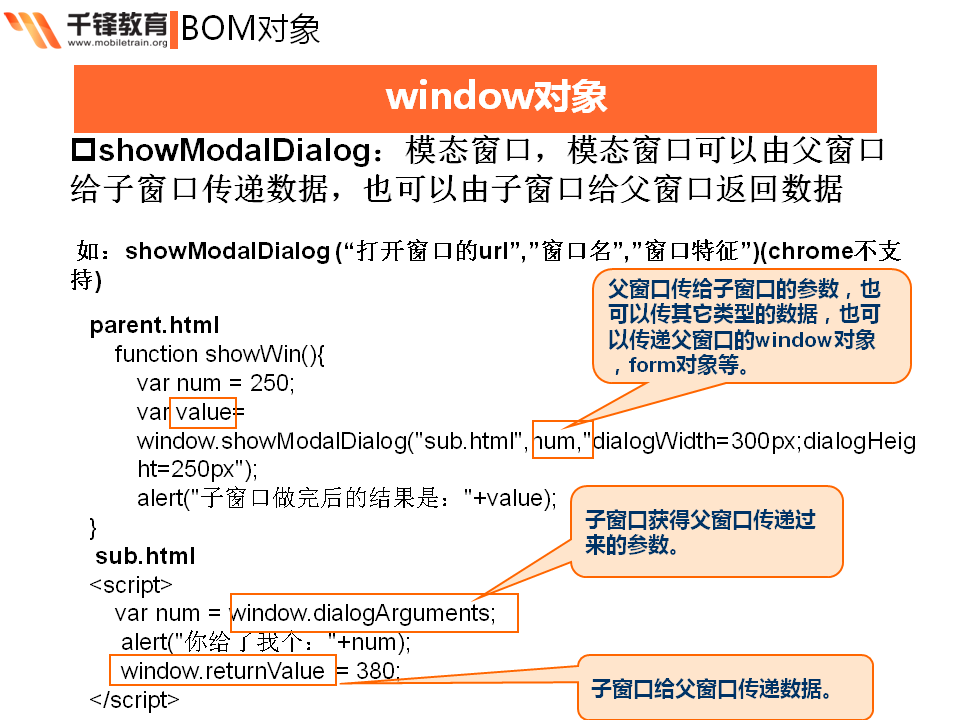 千锋教育
www.mobiletrain.org
BOM对象
window对象
showModalDialog：模态窗口，模态窗口可以由父窗口
给子窗口传递数据，也可以由子窗口给父窗口返回数据
如：showModalDialog (“打开窗口的url”,”窗口名”,”窗口特征”)(chrome不支
持)
父窗口传给子窗口的参数，也
可以传其它类型的数据，也可
以传递父窗口的window对象
，form对象等。
parent.html
function showWin(){
var num = 250;
var value=
window.showModalDialog("sub.html",num,"dialogWidth=300px;dialogHeig
ht=250px");
alert("子窗口做完后的结果是："+value);
}
子窗口获得父窗口传递过
来的参数。
sub.html
<script>
var num = window.dialogArguments;
alert("你给了我个："+num);
window.returnValue = 380;
</script>
子窗口给父窗口传递数据。